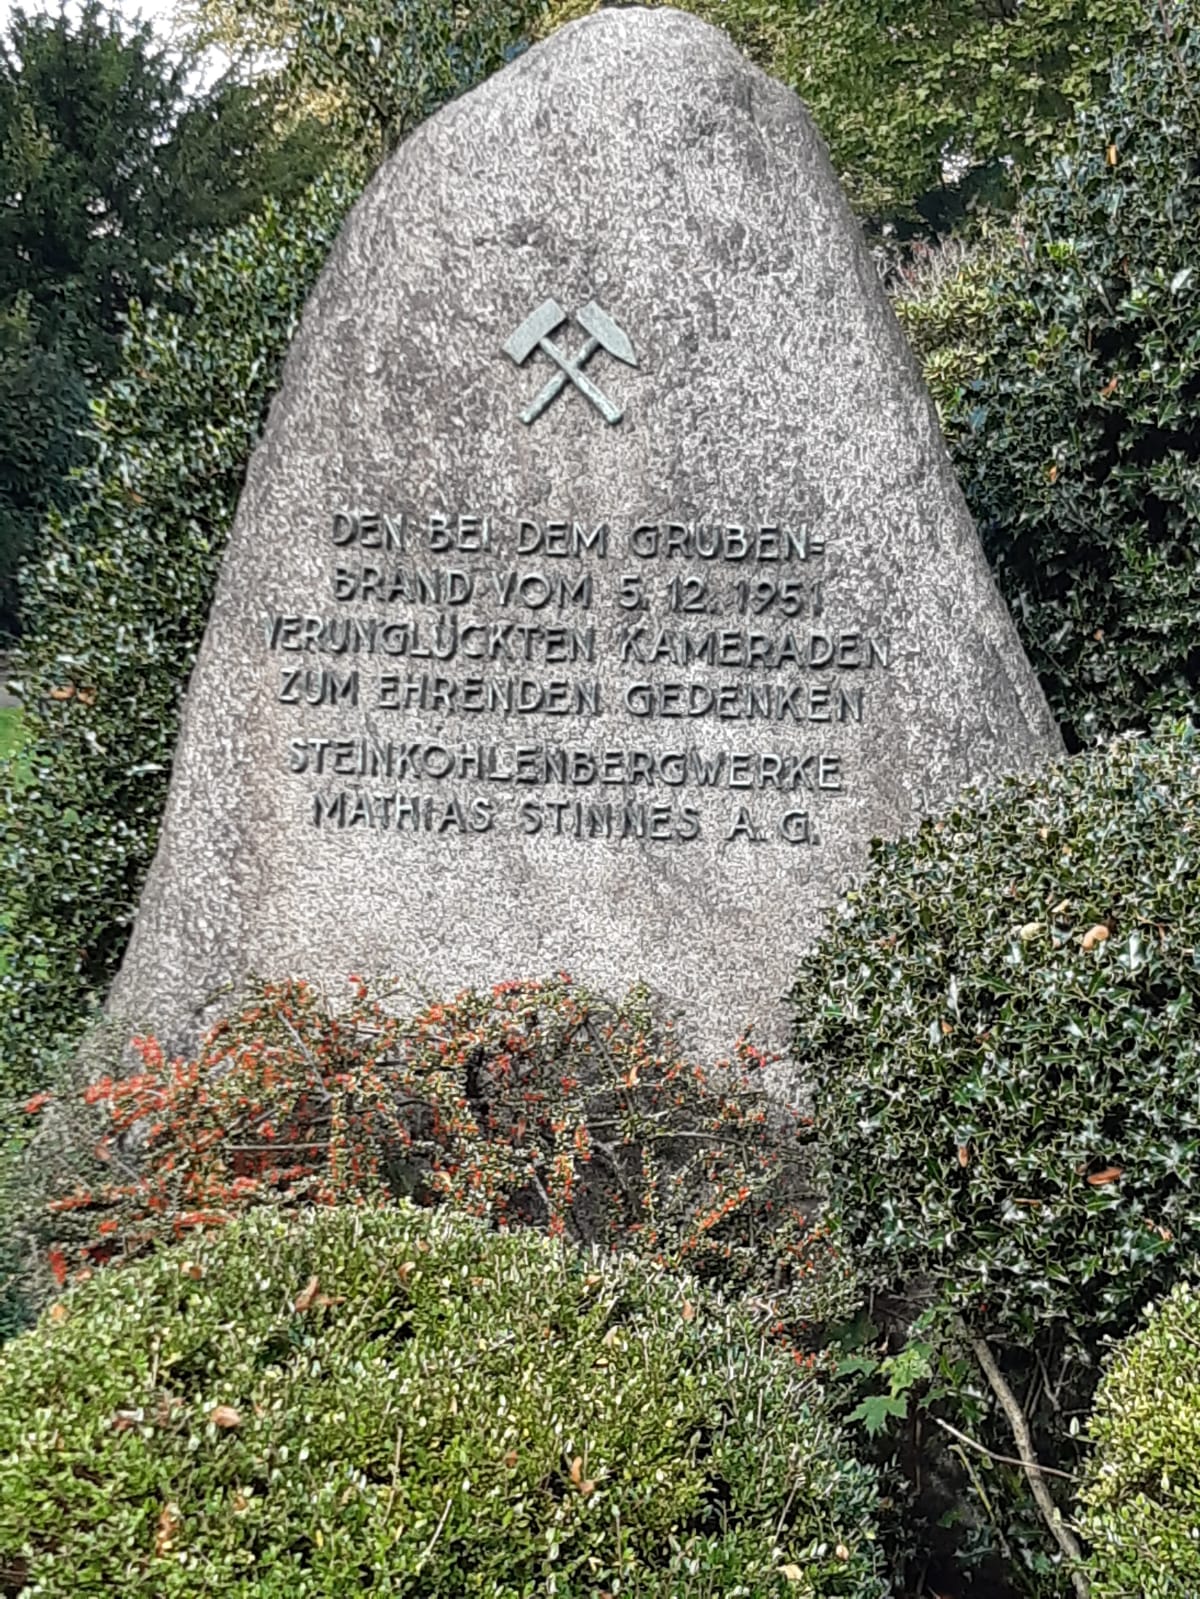 DEN BEI DEM GRUBEN=
BRAND VOM 5. 12. 1951
VERUNGLÜCKTEN KAMERADEN
ZUM EHRENDEN GEDENKEN
STEINKOHLENBERGWERKE
MATHIAS STINNES A. G.